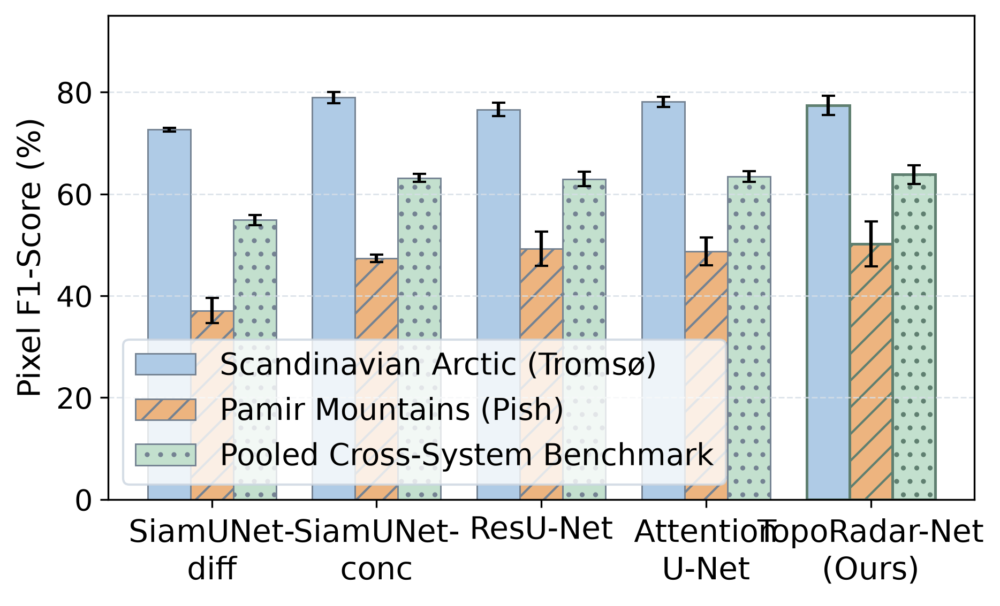 Pixel F1-Score (%)
80
60
40
20
0
Scandinavian Arctic (Tromsø)
Pamir Mountains (Pish)
Pooled Cross-System Benchmark
SiamUNet-
diff
SiamUNet-
conc
ResU-Net
Attention
U-Net
TopoRadar-Net
(Ours)